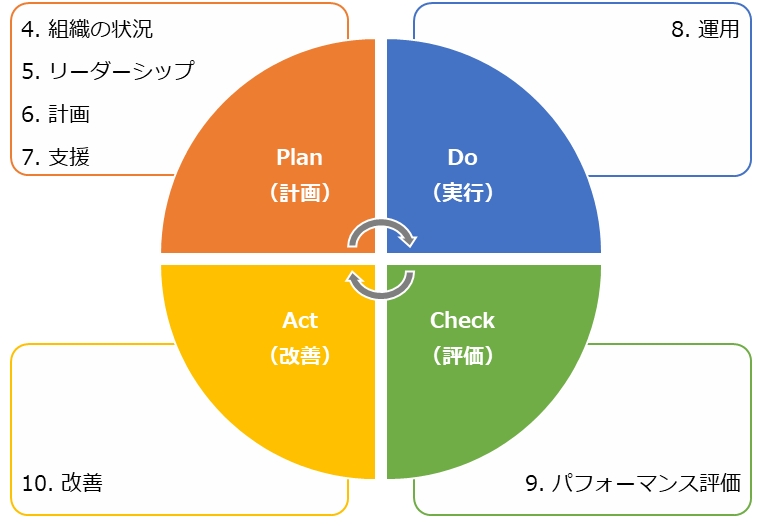 4. 組織の状況
5. リーダーシップ
6. 計画
7. 支援
8. 運用
Plan
（計画）
Do
（実行）
Act
（改善）
Check
（評価）
10. 改善
9. パフォーマンス評価